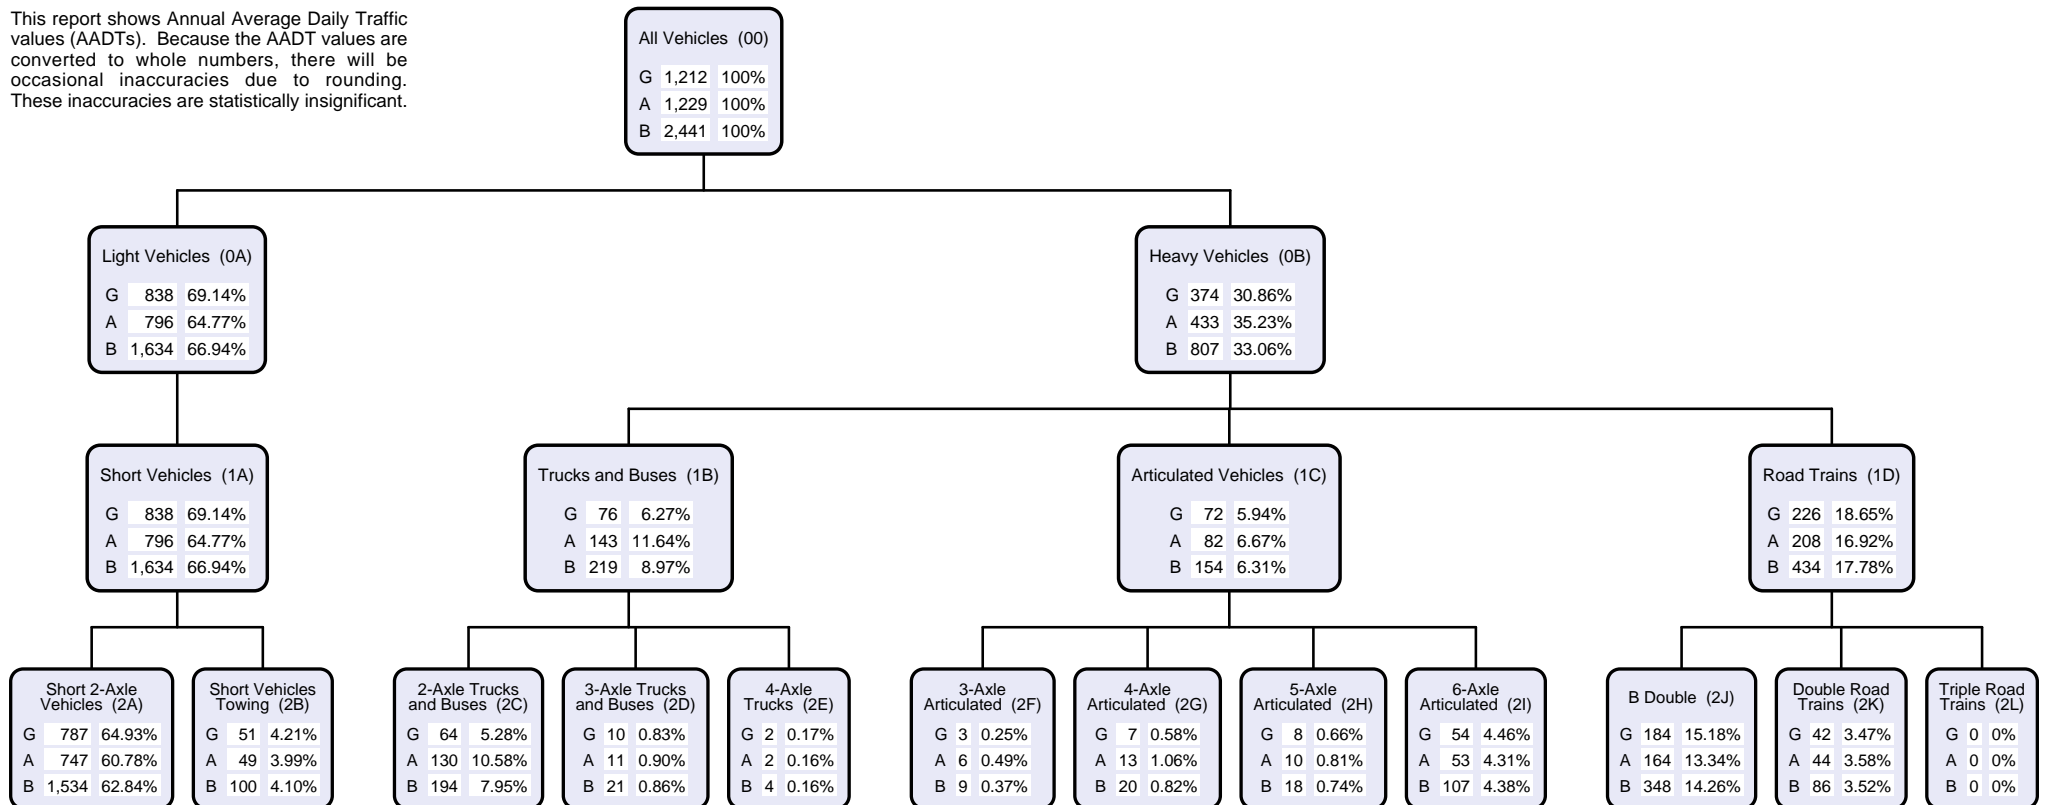 This report shows Annual Average Daily Traffic
values (AADTs). Because the AADT values are
converted to whole numbers, there will be
occasional inaccuracies due to rounding.
These inaccuracies are statistically insignificant.
All Vehicles (00)
G 1,212 100%
A 1,229 100%
B 2,441 100%
Light Vehicles (0A)
G 838 69.14%
A 796 64.77%
B 1,634 66.94%
Heavy Vehicles (0B)
G 374 30.86%
A 433 35.23%
B 807 33.06%
Short Vehicles (1A)
G 838 69.14%
A 796 64.77%
B 1,634 66.94%
Trucks and Buses (1B)
G 76 6.27%
A 143 11.64%
B 219 8.97%
Articulated Vehicles (1C)
G 72 5.94%
A 82 6.67%
B 154 6.31%
Road Trains (1D)
G 226 18.65%
A 208 16.92%
B 434 17.78%
Short 2-Axle
Vehicles (2A)
G 787 64.93%
A 747 60.78%
B 1,534 62.84%
Short Vehicles
Towing (2B)
G 51 4.21%
A 49 3.99%
B 100 4.10%
2-Axle Trucks
and Buses (2C)
G 64 5.28%
A 130 10.58%
B 194 7.95%
3-Axle Trucks
and Buses (2D)
G 10 0.83%
A 11 0.90%
B 21 0.86%
4-Axle
Trucks (2E)
G 2 0.17%
A 2 0.16%
B 4 0.16%
3-Axle
Articulated (2F)
G 3 0.25%
A 6 0.49%
B 9 0.37%
4-Axle
Articulated (2G)
G 7 0.58%
A 13 1.06%
B 20 0.82%
5-Axle
Articulated (2H)
G 8 0.66%
A 10 0.81%
B 18 0.74%
6-Axle
Articulated (2I)
G 54 4.46%
A 53 4.31%
B 107 4.38%
B Double (2J)
G 184 15.18%
A 164 13.34%
B 348 14.26%
Double Road
Trains (2K)
G 42 3.47%
A 44 3.58%
B 86 3.52%
Triple Road
Trains (2L)
G 0 0%
A 0 0%
B 0 0%